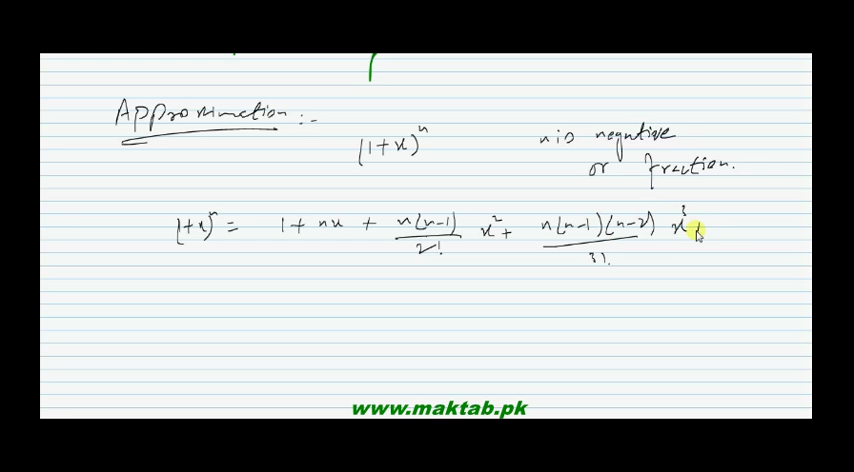 Approximation :-
(1+x)^n n is negative
or fraction.
(1+x)^n = 1 + nx + n(n-1)/2! x^2 + n(n-1)(n-2)/3! x^3 +
www.maktab.pk